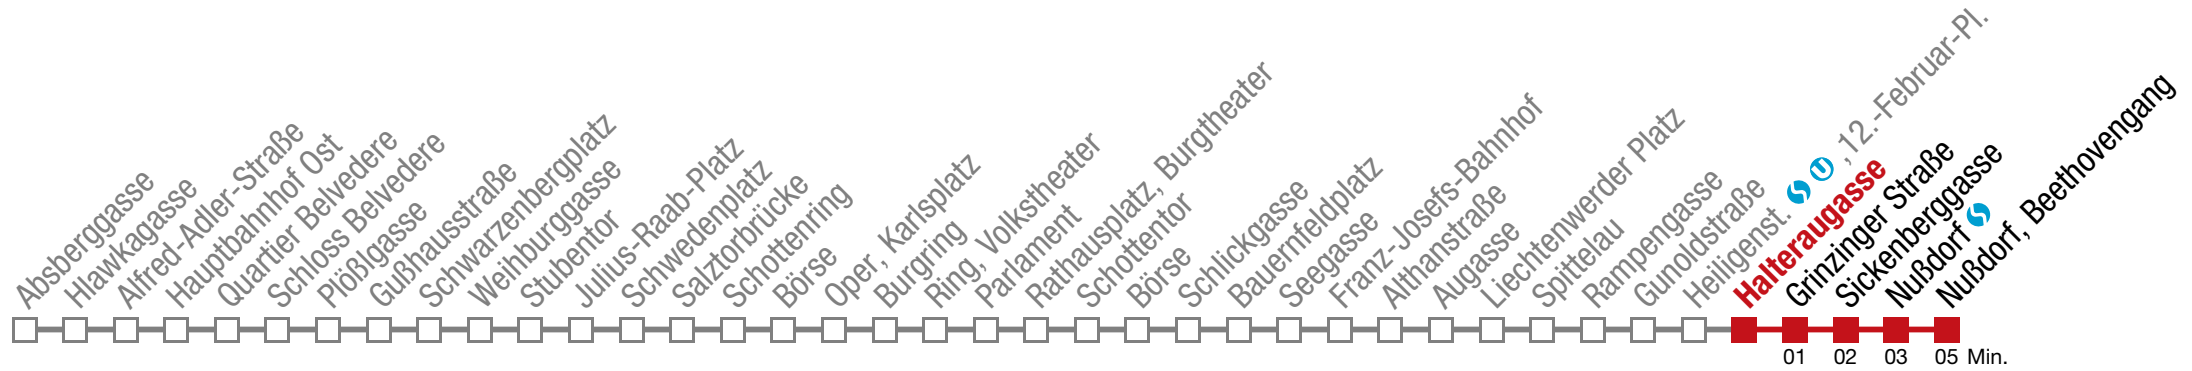 Absberggasse
Hlawkagasse
Alfred-Adler-Straße
Hauptbahnhof Ost
Quartier Belvedere
Schloss Belvedere
Plößlgasse
Gußhausstraße
Schwarzenbergplatz
Weihburggasse
Stubentor
Julius-Raab-Platz
Schwedenplatz
Salztorbrücke
Schottenring
Börse
Oper, Karlsplatz
Burgring
Ring, Volkstheater
Parlament
Rathausplatz, Burgtheater
Schottentor
Börse
Schlickgasse
Bauernfeldplatz
Seegasse
Franz-Josefs-Bahnhof
Althanstraße
Augasse
Liechtenwerder Platz
Spittelau
Rampengasse
Gunoldstraße
Heiligenst. S U , 12.-Februar-Pl.
Halteraugasse
Grinzinger Straße
Sickenberggasse
Nußdorf S
Nußdorf, Beethovengang
01 02 03 05 Min.